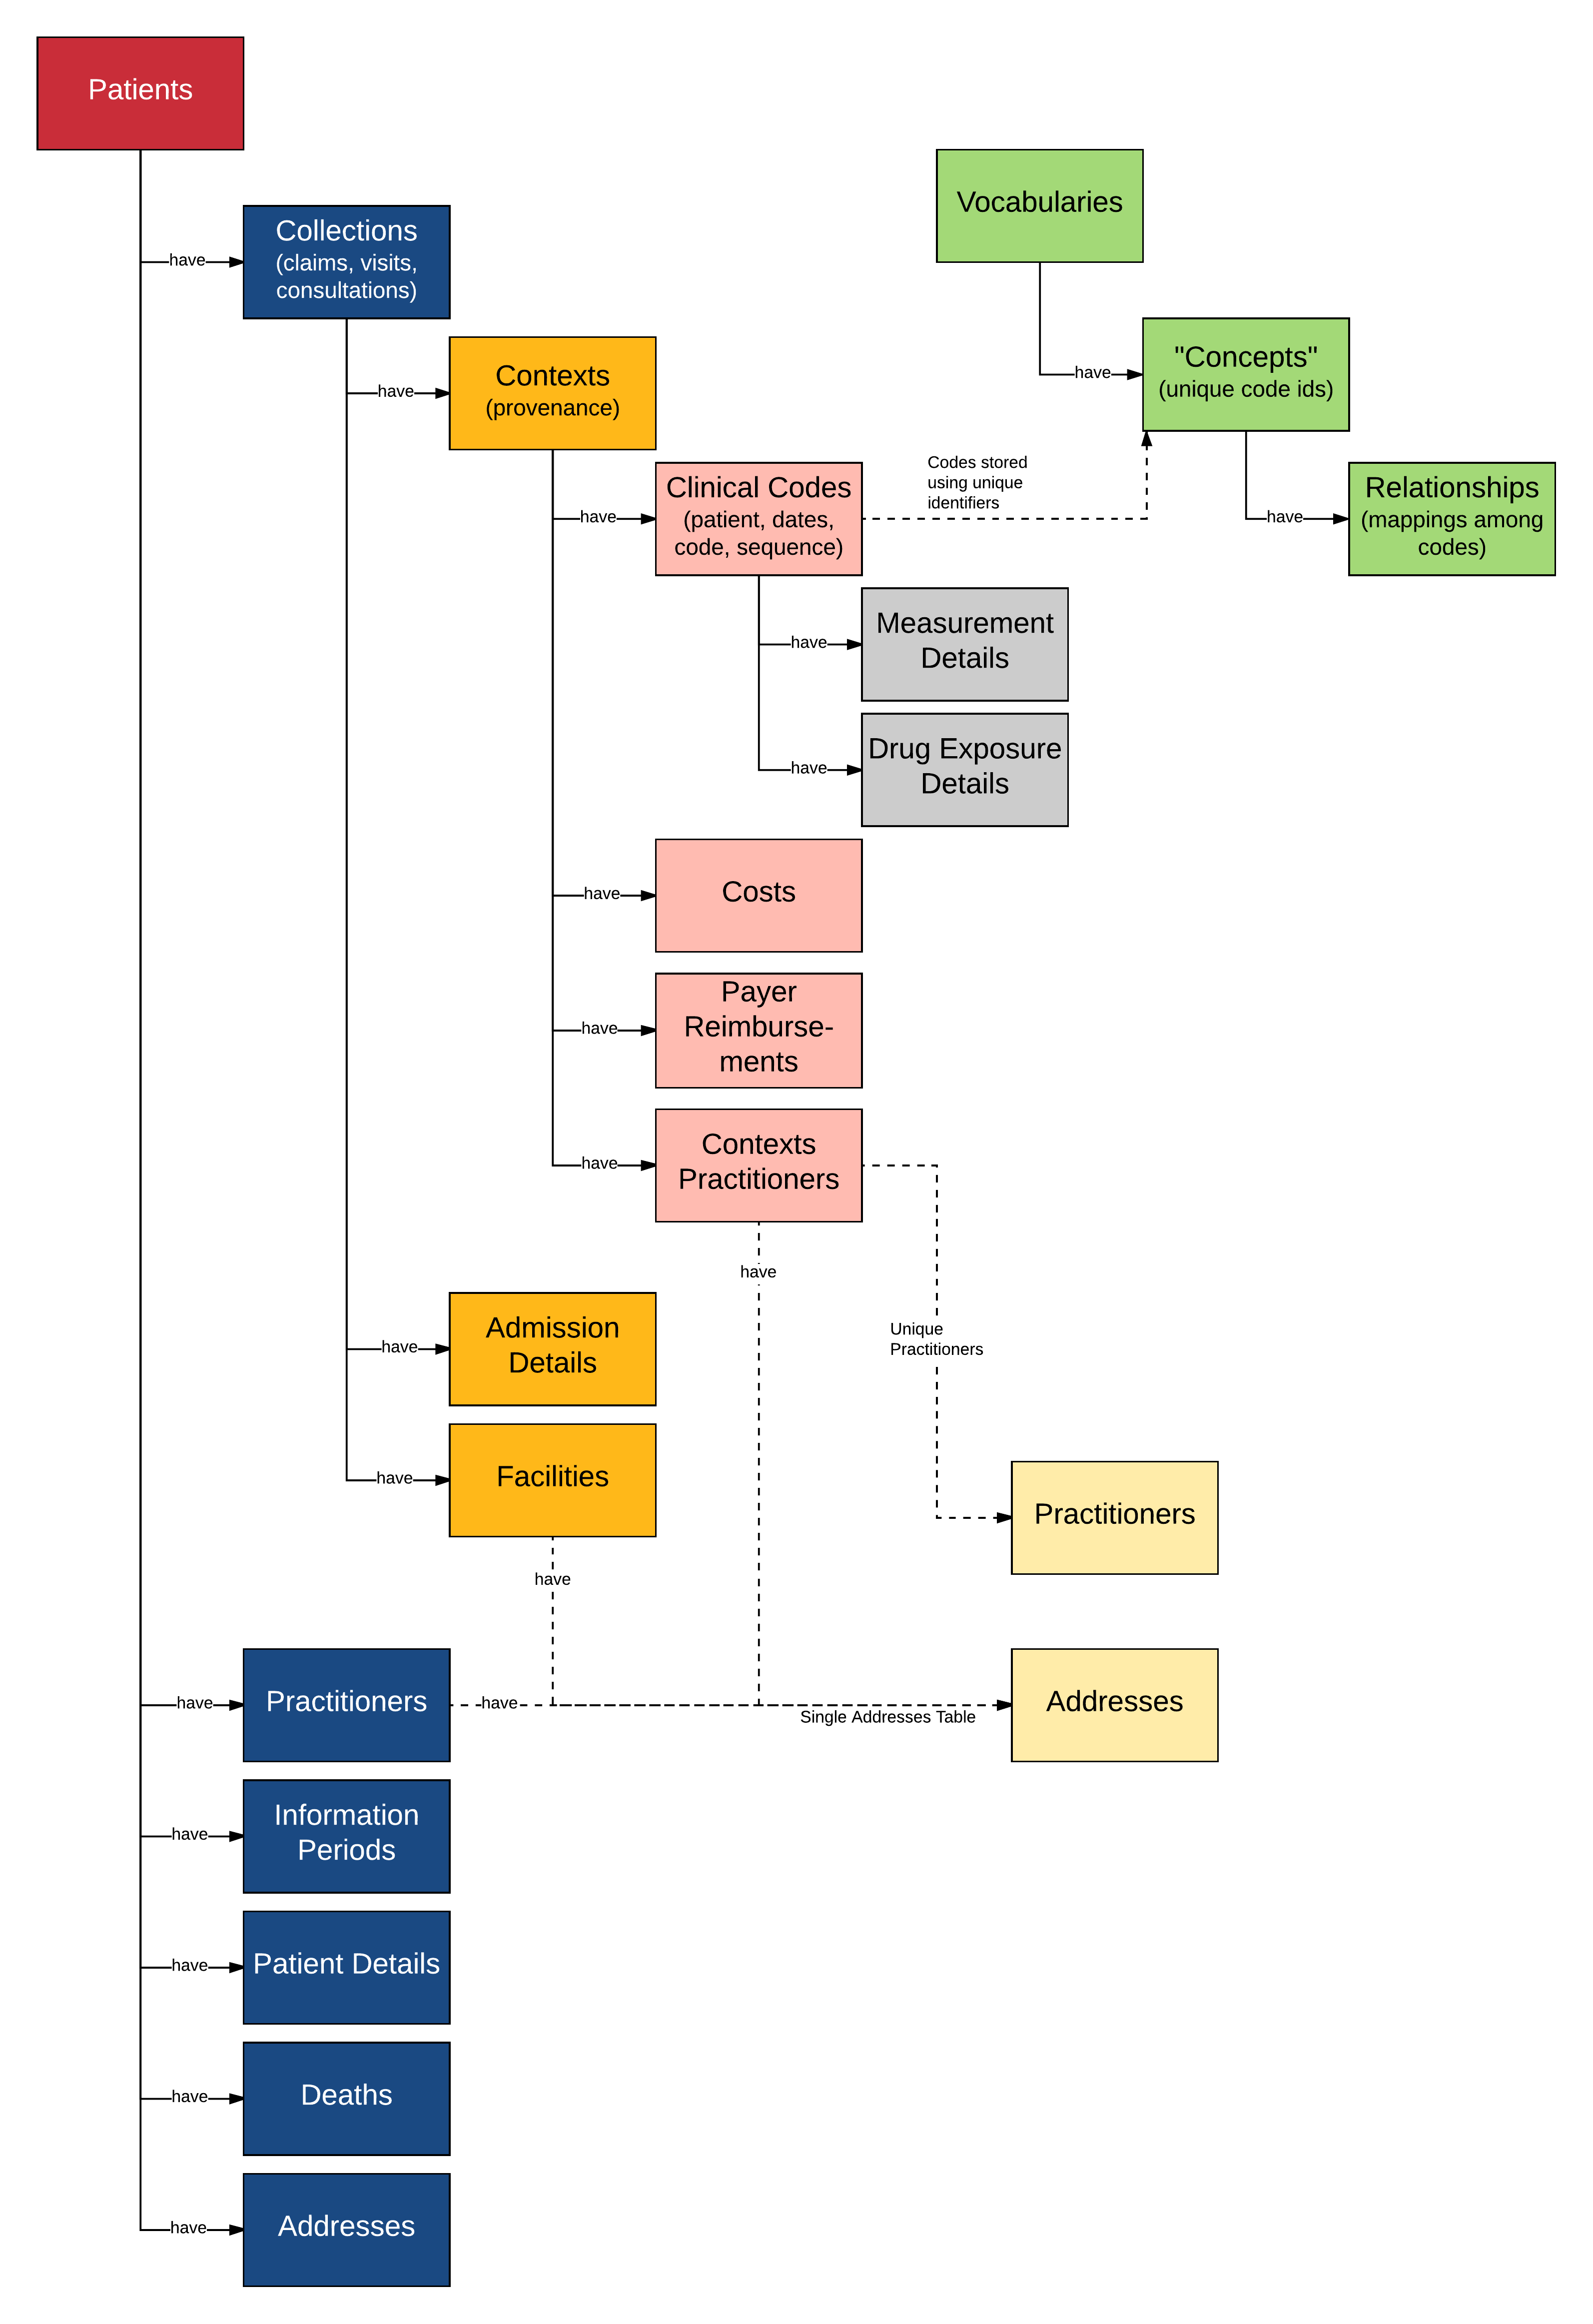 Patients
Vocabularies
Collections
(claims, visits,
consultations)
have
"Concepts"
(unique code ids)
have
Contexts
(provenance)
have
Codes stored
using unique
identifiers
Clinical Codes
(patient, dates,
code, sequence)
have
Relationships
(mappings among
codes)
have
Measurement
Details
have
Drug Exposure
Details
have
Costs
have
Payer
Reimburse-
ments
have
Contexts
Practitioners
have
have
Unique
Practitioners
Admission
Details
have
Facilities
have
have
Practitioners
Practitioners
have
have
Single Addresses Table
Addresses
Information
Periods
have
Patient Details
have
Deaths
have
Addresses
have